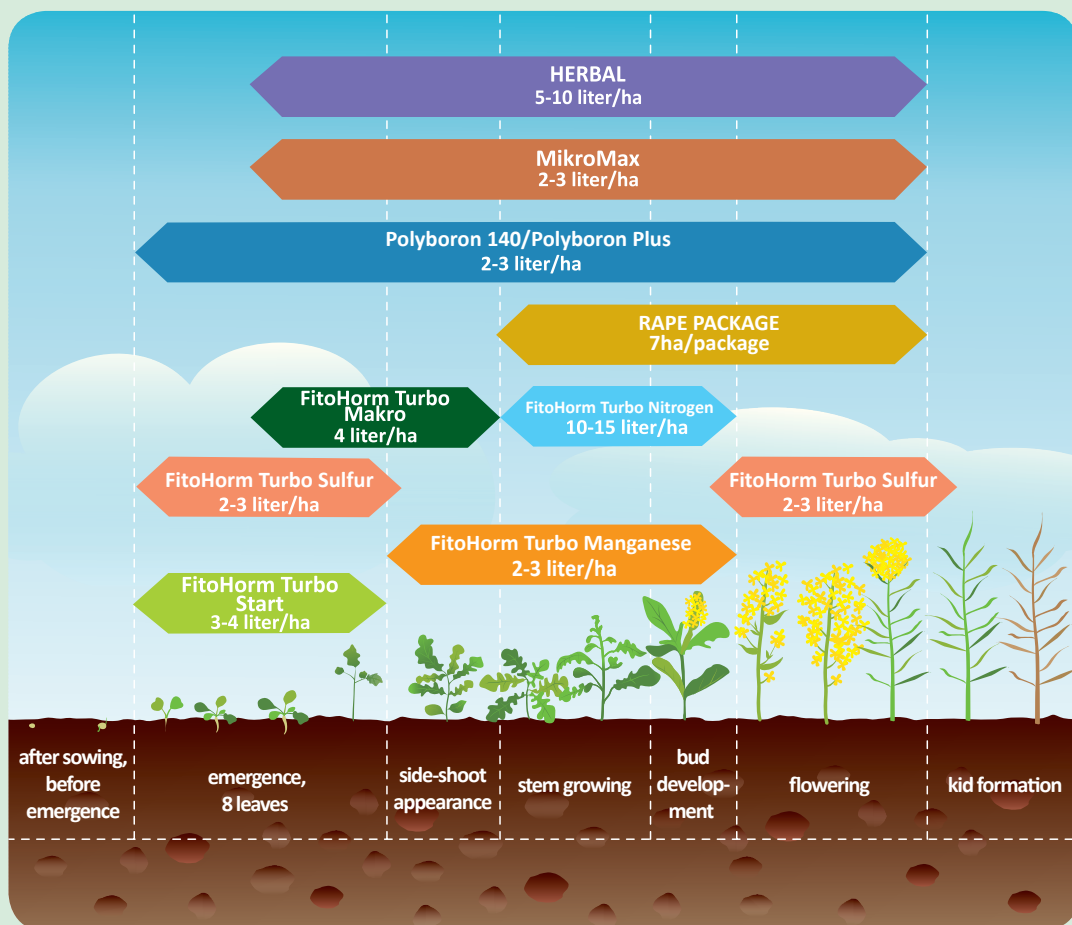 HERBAL
5-10 liter/ha
MikroMax
2-3 liter/ha
Polyboron 140/Polyboron Plus
2-3 liter/ha
RAPE PACKAGE
7ha/package
FitoHorm Turbo
Makro
4 liter/ha
FitoHorm Turbo Nitrogen
10-15 liter/ha
FitoHorm Turbo Sulfur
2-3 liter/ha
FitoHorm Turbo Sulfur
2-3 liter/ha
FitoHorm Turbo Manganese
2-3 liter/ha
FitoHorm Turbo
Start
3-4 liter/ha
after sowing,
before
emergence
emergence,
8 leaves
side-shoot
appearance
stem growing
bud
develop-
ment
flowering
kid formation